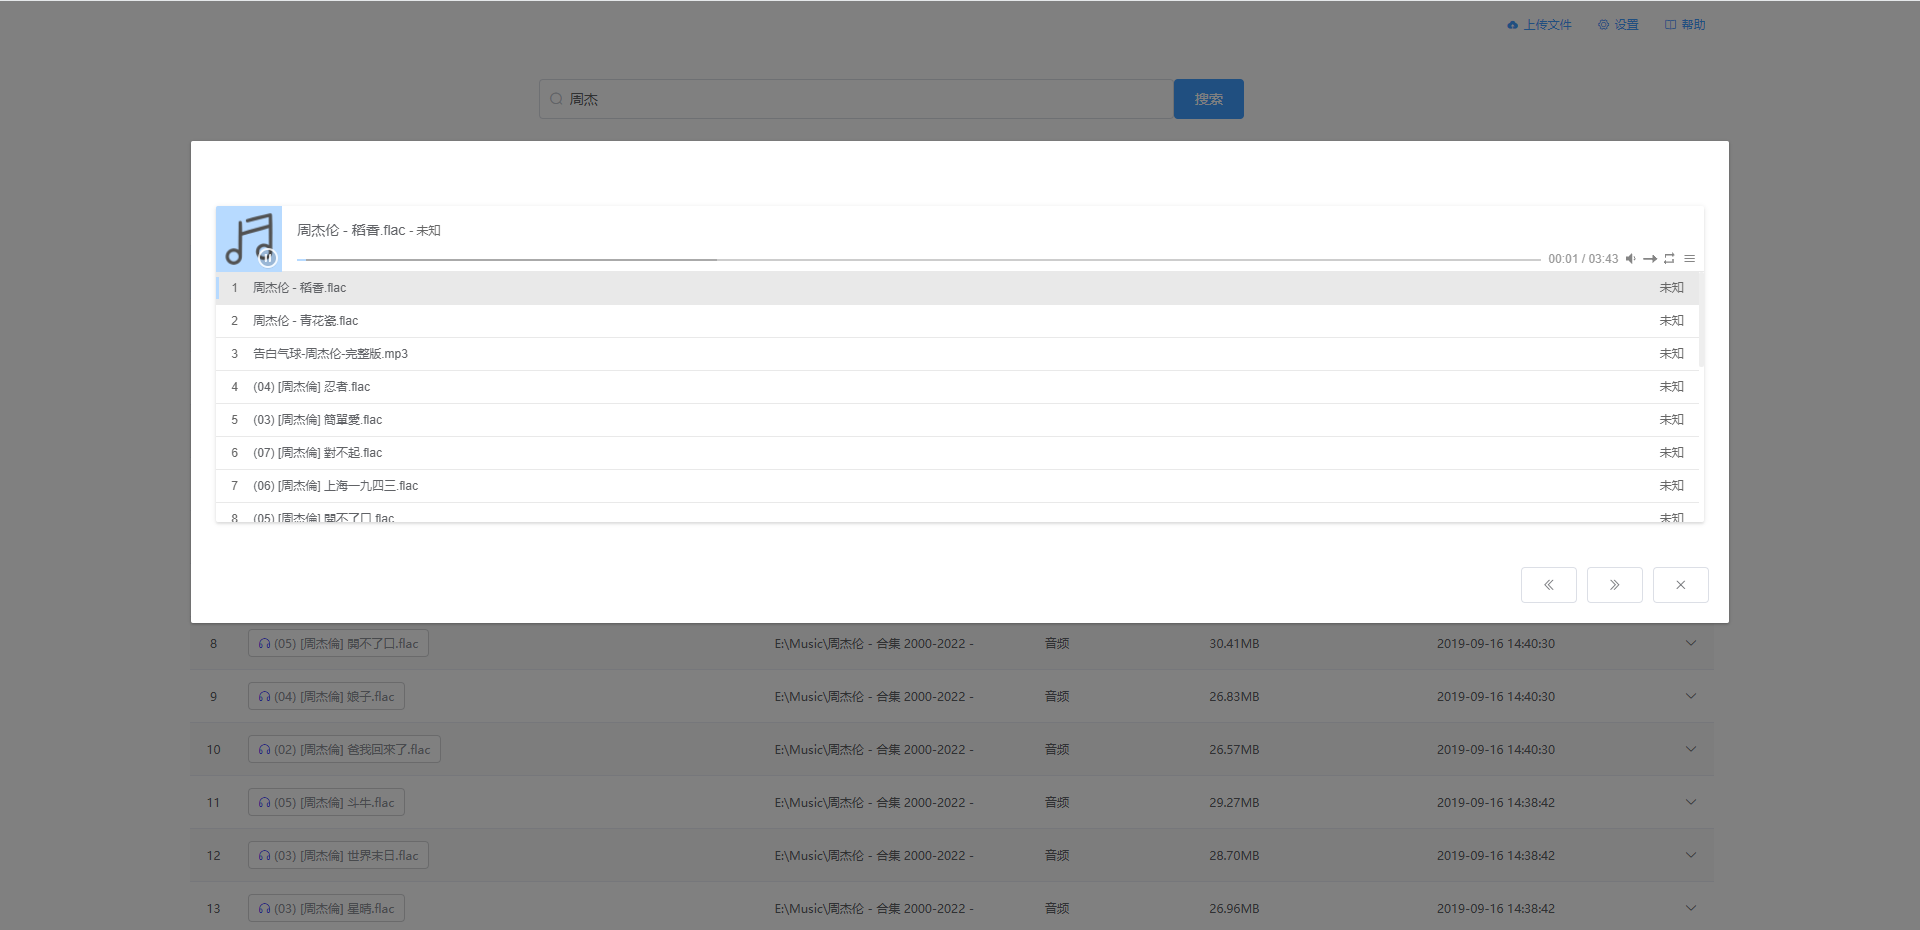 上传文件 设置 帮助
周杰 搜索
周杰伦 - 稻香.flac - 未知
00:01 / 03:43
1 周杰伦 - 稻香.flac 未知
2 周杰伦 - 青花瓷.flac 未知
3 告白气球-周杰伦-完整版.mp3 未知
4 (04) [周杰倫] 忍者.flac 未知
5 (03) [周杰倫] 簡單愛.flac 未知
6 (07) [周杰倫] 對不起.flac 未知
7 (06) [周杰倫] 上海一九四三.flac 未知
8 (05) [周杰倫] 開不了口.flac 未知
8 (05) [周杰倫] 開不了口.flac E:\Music\周杰伦 - 合集 2000-2022 - 音频 30.41MB 2019-09-16 14:40:30
9 (04) [周杰倫] 娘子.flac E:\Music\周杰伦 - 合集 2000-2022 - 音频 26.83MB 2019-09-16 14:40:30
10 (02) [周杰倫] 爸我回來了.flac E:\Music\周杰伦 - 合集 2000-2022 - 音频 26.57MB 2019-09-16 14:40:30
11 (05) [周杰倫] 斗牛.flac E:\Music\周杰伦 - 合集 2000-2022 - 音频 29.27MB 2019-09-16 14:38:42
12 (03) [周杰倫] 世界末日.flac E:\Music\周杰伦 - 合集 2000-2022 - 音频 28.70MB 2019-09-16 14:38:42
13 (03) [周杰倫] 星晴.flac E:\Music\周杰伦 - 合集 2000-2022 - 音频 26.96MB 2019-09-16 14:38:42